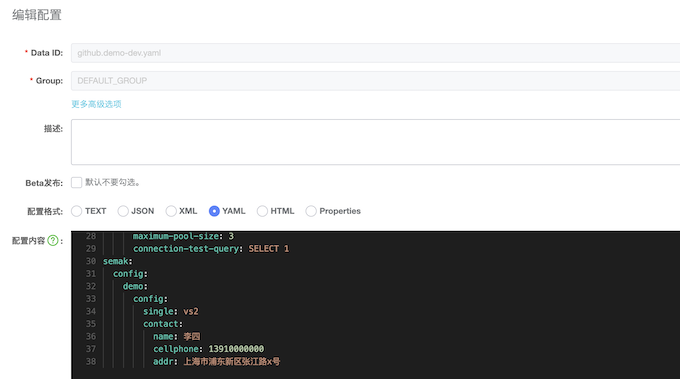 编辑配置
* Data ID: github.demo-dev.yaml
* Group: DEFAULT_GROUP
更多高级选项
描述:
Beta发布: 默认不要勾选。
配置格式: TEXT JSON XML YAML HTML Properties
配置内容 ? :
28 maximum-pool-size: 3
29 connection-test-query: SELECT 1
30 semak:
31 config:
32 demo:
33 config:
34 single: vs2
35 contact:
36 name: 李四
37 cellphone: 13910000000
38 addr: 上海市浦东新区张江路x号